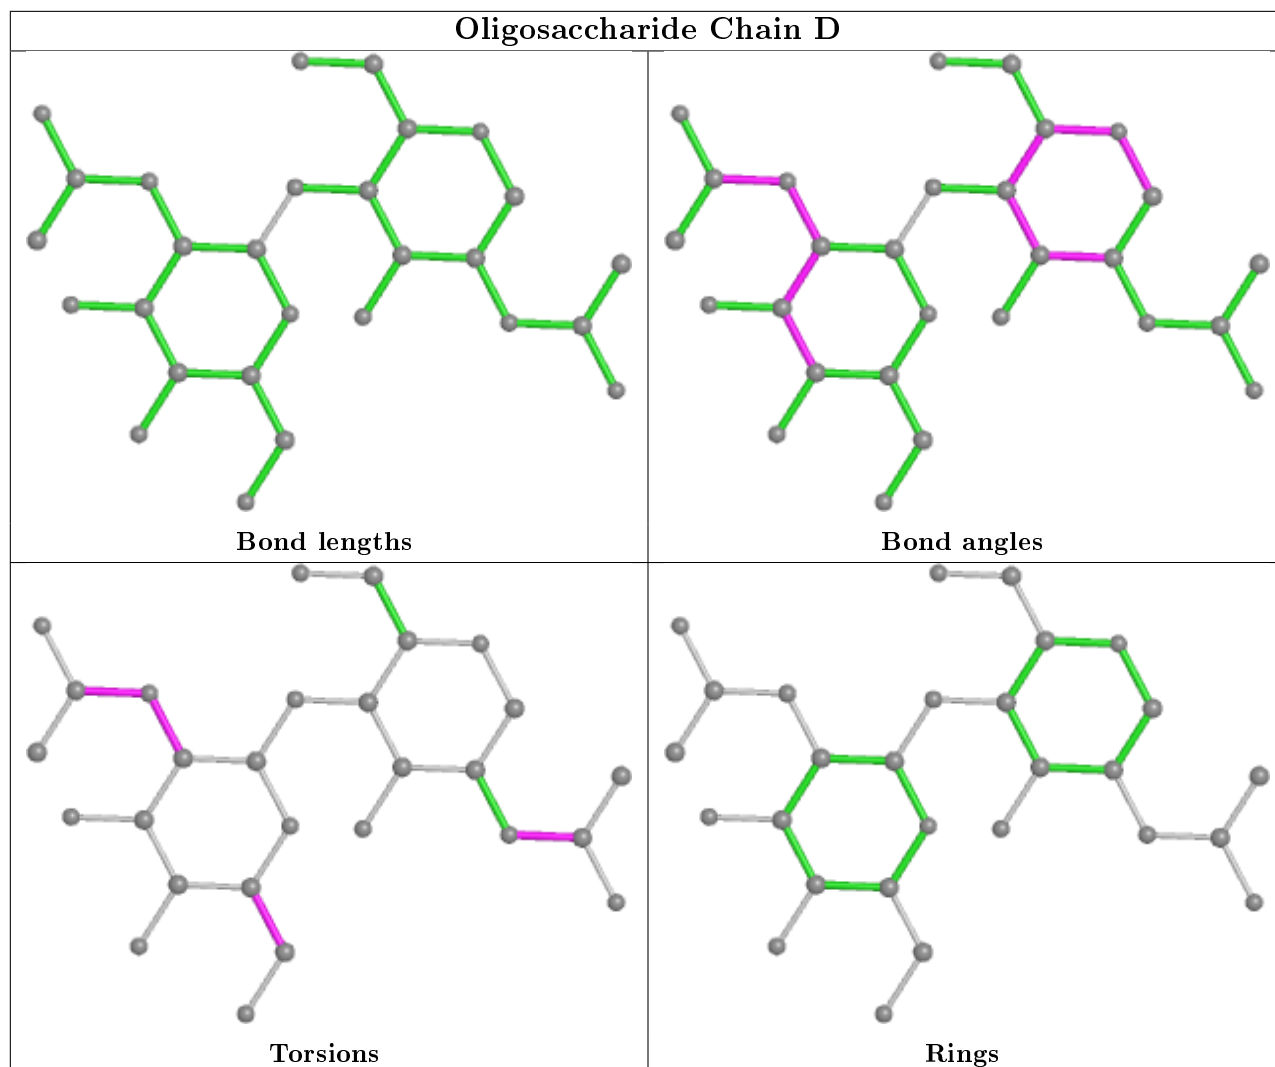 Oligosaccharide Chain D
Bond lengths
Bond angles
Torsions
Rings